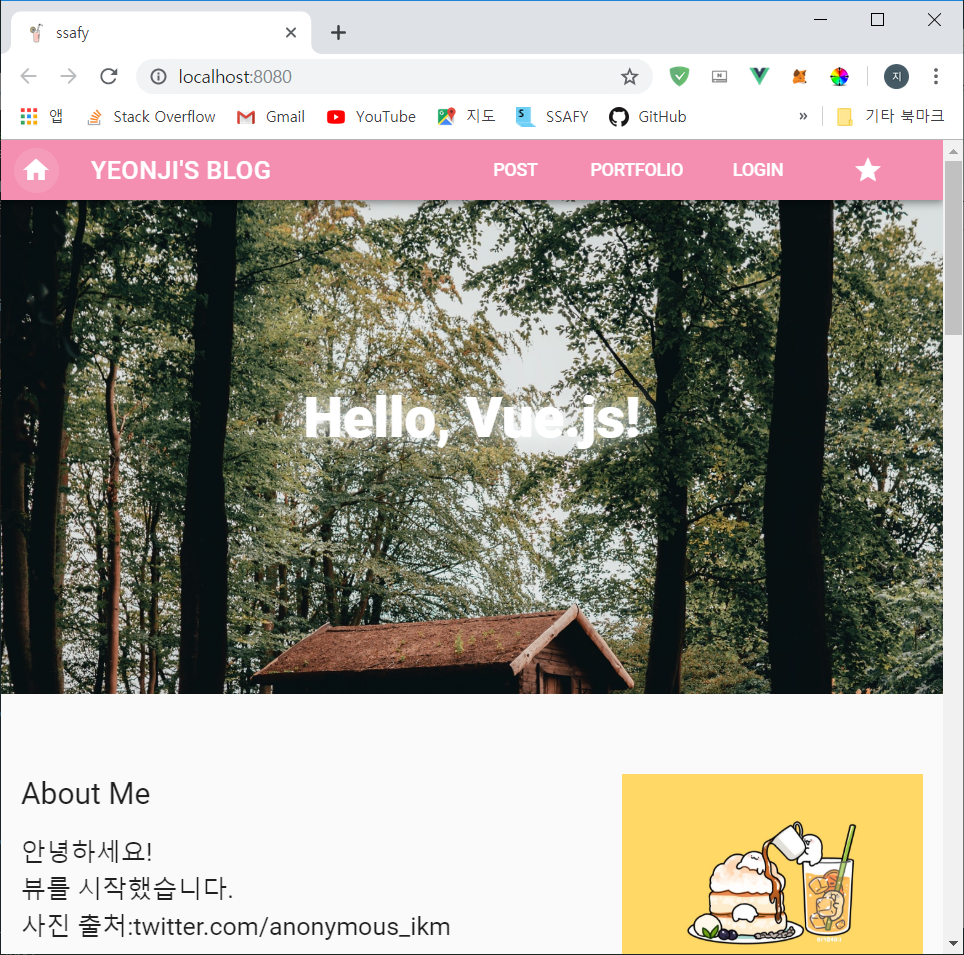 ssafy
localhost:8080
지
앱 Stack Overflow Gmail YouTube 지도 SSAFY GitHub » 기타 북마크
YEONJI'S BLOG POST PORTFOLIO LOGIN
Hello, Vue.js!
About Me
안녕하세요!
뷰를 시작했습니다.
사진 출처:twitter.com/anonymous_ikm